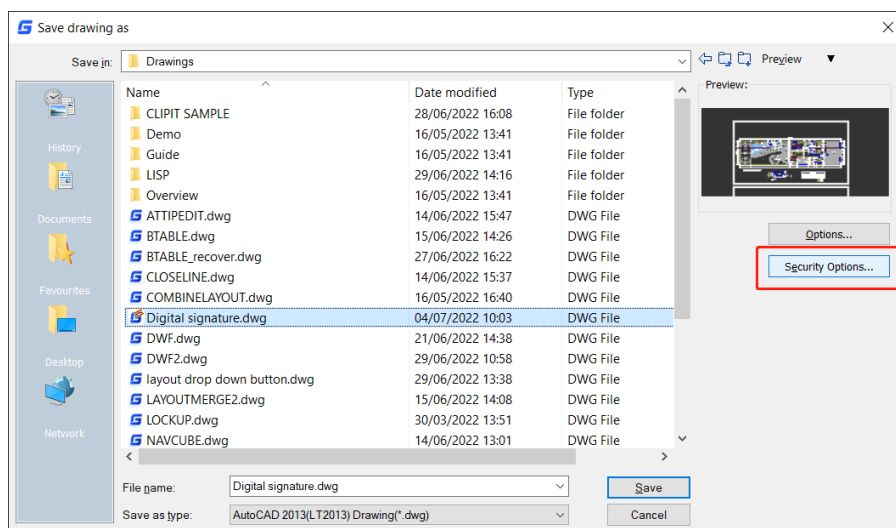 Save drawing as
Save in: Drawings Preview
Name Date modified Type
CLIPIT SAMPLE 28/06/2022 16:08 File folder
Demo 16/05/2022 13:41 File folder
Guide 16/05/2022 13:41 File folder
LISP 29/06/2022 14:16 File folder
Overview 16/05/2022 13:41 File folder
ATTIPEDIT.dwg 14/06/2022 15:47 DWG File
BTABLE.dwg 15/06/2022 14:26 DWG File
BTABLE_recover.dwg 27/06/2022 16:22 DWG File
CLOSELINE.dwg 14/06/2022 15:37 DWG File
COMBINELAYOUT.dwg 16/05/2022 16:40 DWG File
Digital signature.dwg 04/07/2022 10:03 DWG File
DWF.dwg 21/06/2022 14:38 DWG File
DWF2.dwg 29/06/2022 10:58 DWG File
layout drop down button.dwg 29/06/2022 13:38 DWG File
LAYOUTMERGE2.dwg 15/06/2022 14:08 DWG File
LOCKUP.dwg 30/03/2022 13:51 DWG File
NAVCUBE.dwg 14/06/2022 13:01 DWG File
History
Documents
Favourites
Desktop
Network
Preview:
Options...
Security Options...
File name: Digital signature.dwg Save
Save as type: AutoCAD 2013(LT2013) Drawing(*.dwg) Cancel